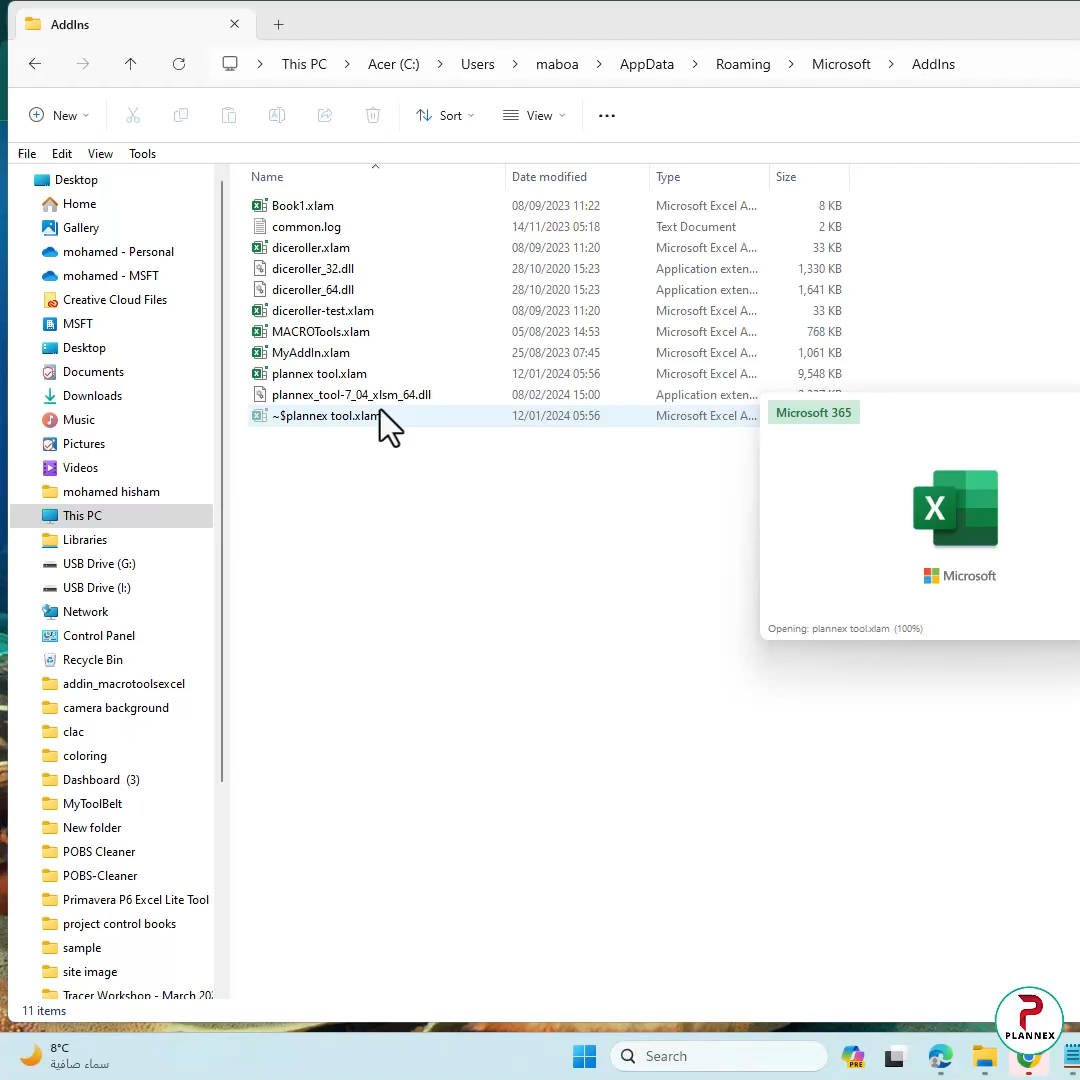 AddIns
This PC
Acer (C:)
Users
maboa
AppData
Roaming
Microsoft
AddIns
New
Sort
View
File
Edit
View
Tools
Desktop
Home
Gallery
mohamed - Personal
mohamed - MSFT
Creative Cloud Files
MSFT
Desktop
Documents
Downloads
Music
Pictures
Videos
mohamed hisham
This PC
Libraries
USB Drive (G:)
USB Drive (I:)
Network
Control Panel
Recycle Bin
addin_macrotoolsexcel
camera background
clac
coloring
Dashboard (3)
MyToolBelt
New folder
POBS Cleaner
POBS-Cleaner
Primavera P6 Excel Lite Tool
project control books
sample
site image
Tracer Workshop - March 202
11 items
Name Date modified Type Size
Book1.xlam 08/09/2023 11:22 Microsoft Excel A... 8 KB
common.log 14/11/2023 05:18 Text Document 2 KB
diceroller.xlam 08/09/2023 11:20 Microsoft Excel A... 33 KB
diceroller_32.dll 28/10/2020 15:23 Application exten... 1,330 KB
diceroller_64.dll 28/10/2020 15:23 Application exten... 1,641 KB
diceroller-test.xlam 08/09/2023 11:20 Microsoft Excel A... 33 KB
MACROTools.xlam 05/08/2023 14:53 Microsoft Excel A... 768 KB
MyAddIn.xlam 25/08/2023 07:45 Microsoft Excel A... 1,061 KB
plannex tool.xlam 12/01/2024 05:56 Microsoft Excel A... 9,548 KB
plannex_tool-7_04_xlsm_64.dll 08/02/2024 15:00 Application exten...
~$plannex tool.xlam 12/01/2024 05:56 Microsoft Excel A...
Microsoft 365
X
Microsoft
Opening: plannex tool.xlam (100%)
PLANNEX
8°C
سماء صافية
Search
PRE